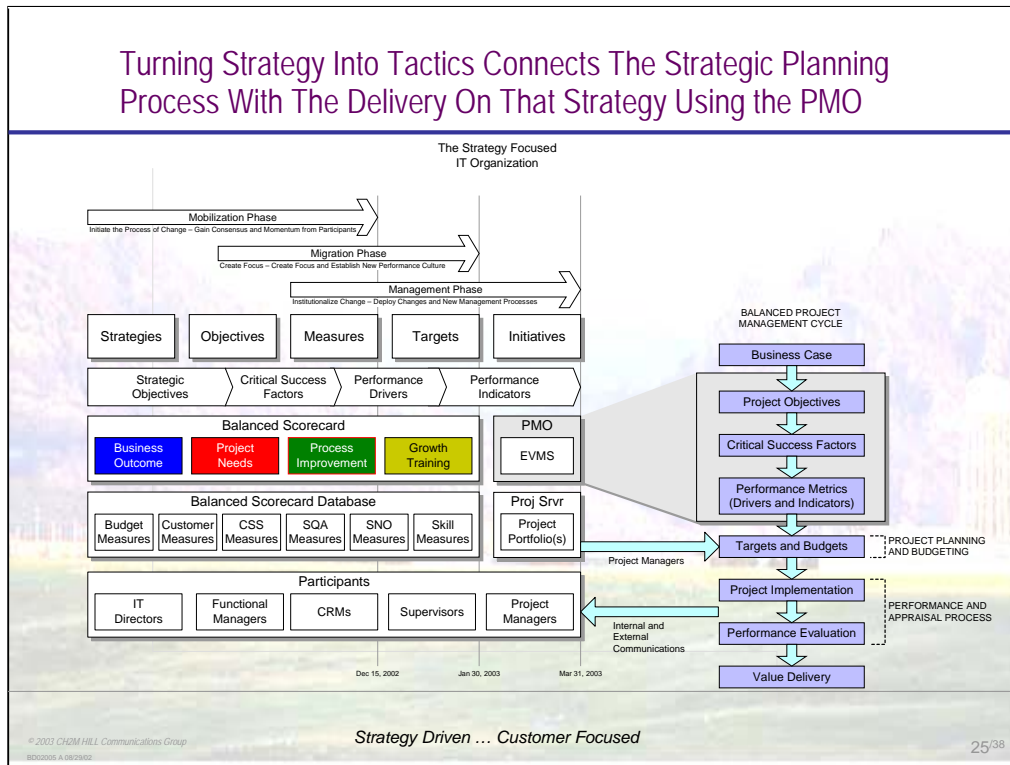 Turning Strategy Into Tactics Connects The Strategic Planning
Process With The Delivery On That Strategy Using the PMO
The Strategy Focused
IT Organization
Mobilization Phase
Initiate the Process of Change – Gain Consensus and Momentum from Participants
Migration Phase
Create Focus – Create Focus and Establish New Performance Culture
Management Phase
Institutionalize Change – Deploy Changes and New Management Processes
Strategies
Objectives
Measures
Targets
Initiatives
Strategic
Objectives
Critical Success
Factors
Performance
Drivers
Performance
Indicators
Balanced Scorecard
Business
Outcome
Project
Needs
Process
Improvement
Growth
Training
PMO
EVMS
Balanced Scorecard Database
Budget
Measures
Customer
Measures
CSS
Measures
SQA
Measures
SNO
Measures
Skill
Measures
Proj Srvr
Project
Portfolio(s)
Participants
IT
Directors
Functional
Managers
CRMs
Supervisors
Project
Managers
Dec 15, 2002
Jan 30, 2003
Mar 31, 2003
Project Managers
Internal and
External
Communications
BALANCED PROJECT
MANAGEMENT CYCLE
Business Case
Project Objectives
Critical Success Factors
Performance Metrics
(Drivers and Indicators)
Targets and Budgets
Project Implementation
Performance Evaluation
Value Delivery
PROJECT PLANNING
AND BUDGETING
PERFORMANCE AND
APPRAISAL PROCESS
© 2003 CH2M HILL Communications Group
BD02005 A 08/29/02
Strategy Driven … Customer Focused
25/38